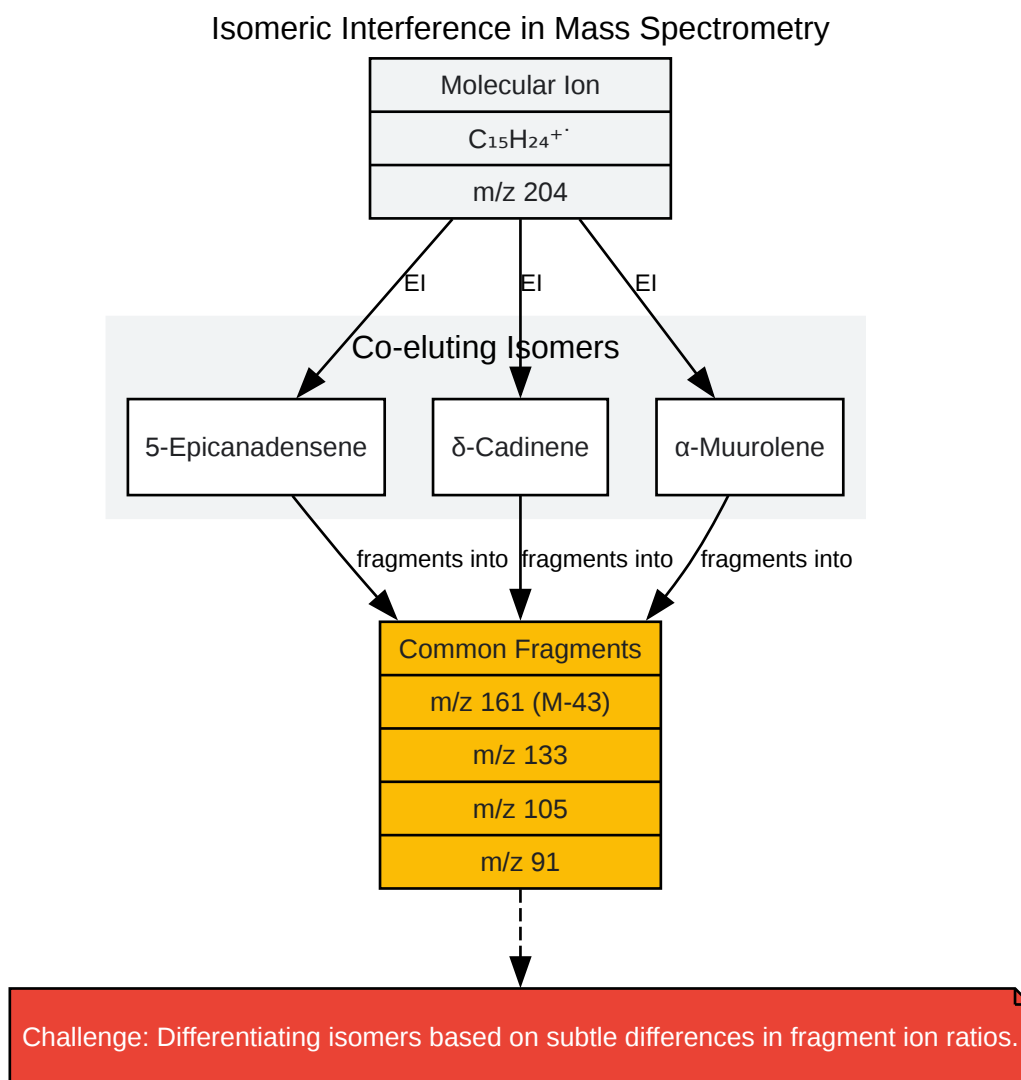 Isomeric Interference in Mass Spectrometry
Molecular Ion
C₁₅H₂₄⁺˙
m/z 204
EI EI EI
Co-eluting Isomers
5-Epicanadensene δ-Cadinene α-Muurolene
fragments into fragments into fragments into
Common Fragments
m/z 161 (M-43)
m/z 133
m/z 105
m/z 91
Challenge: Differentiating isomers based on subtle differences in fragment ion ratios.